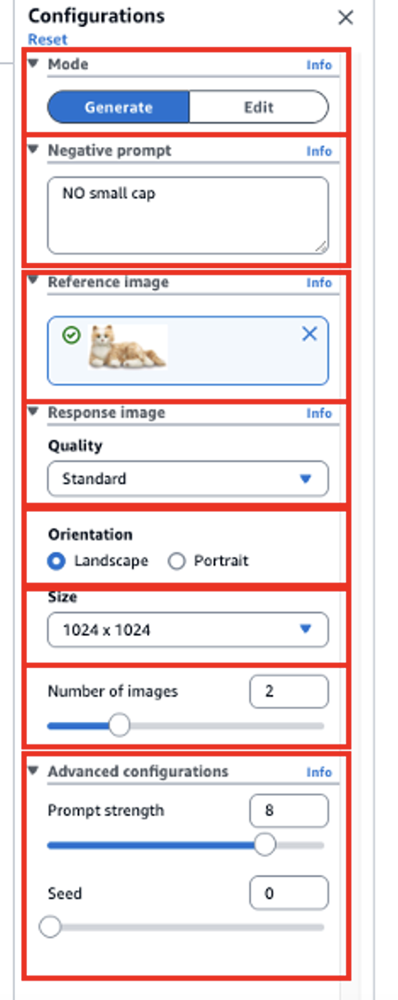 Configurations
Reset
Mode Info
Generate Edit
Negative prompt Info
NO small cap
Reference image Info
Response image Info
Quality
Standard
Orientation
Landscape Portrait
Size
1024 x 1024
Number of images 2
Advanced configurations Info
Prompt strength 8
Seed 0